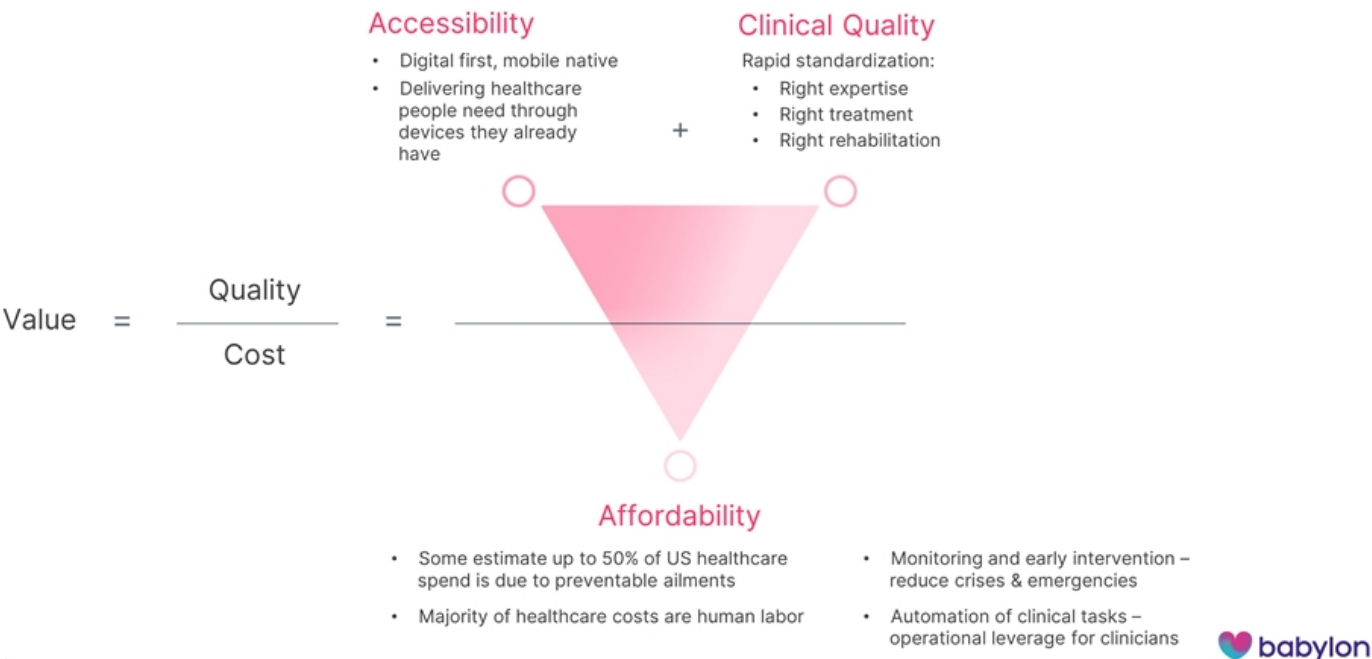 Accessibility
• Digital first, mobile native
• Delivering healthcare
people need through
devices they already
have
+
Clinical Quality
Rapid standardization:
• Right expertise
• Right treatment
• Right rehabilitation
Value = Quality
Cost
=
Affordability
• Some estimate up to 50% of US healthcare
spend is due to preventable ailments
• Majority of healthcare costs are human labor
• Monitoring and early intervention –
reduce crises & emergencies
• Automation of clinical tasks –
operational leverage for clinicians
babylon